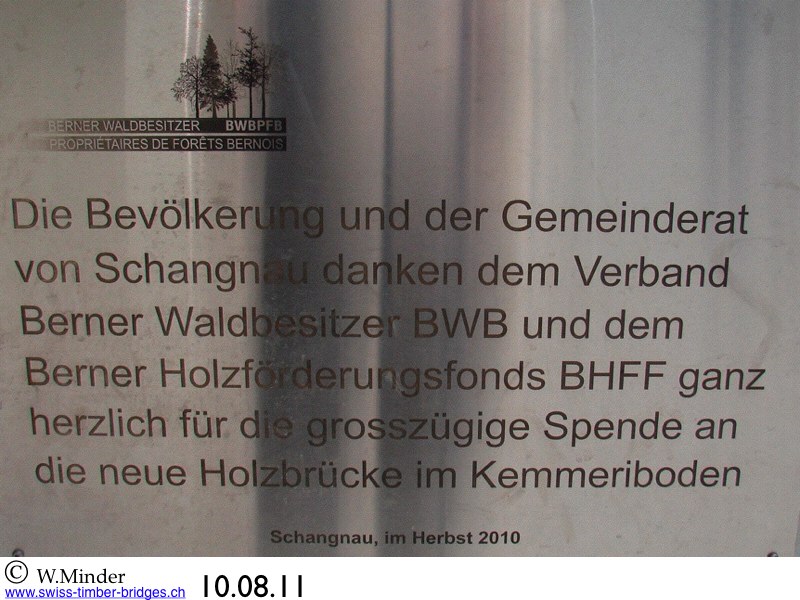 BERNER WALDBESITZER BWBPFB
PROPRIÉTAIRES DE FORÊTS BERNOIS
Die Bevölkerung und der Gemeinderat
von Schangnau danken dem Verband
Berner Waldbesitzer BWB und dem
Berner Holzförderungsfonds BHFF ganz
herzlich für die grosszügige Spende an
die neue Holzbrücke im Kemmeriboden
Schangnau, im Herbst 2010
© W.Minder
www.swiss-timber-bridges.ch 10.08.11